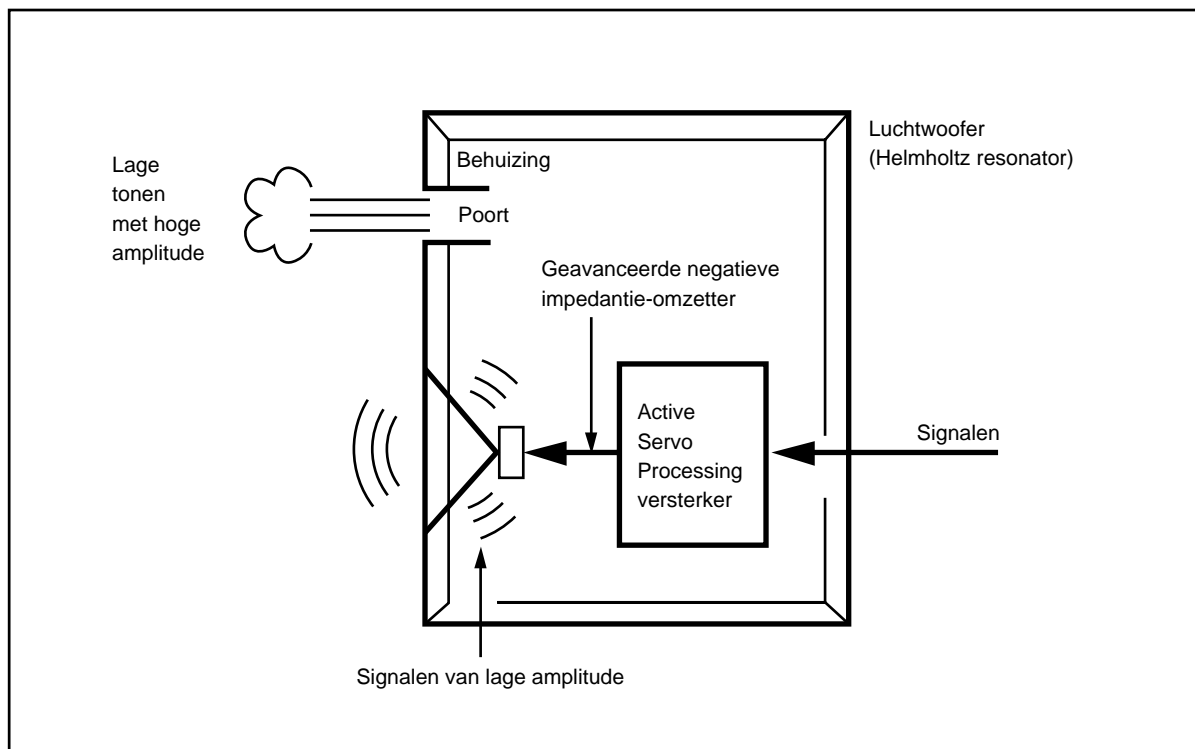 Luchtwoofer
(Helmholtz resonator)
Behuizing
Lage
tonen
met hoge
amplitude
Poort
Geavanceerde negatieve
impedantie-omzetter
Active
Servo
Processing
versterker
Signalen
Signalen van lage amplitude